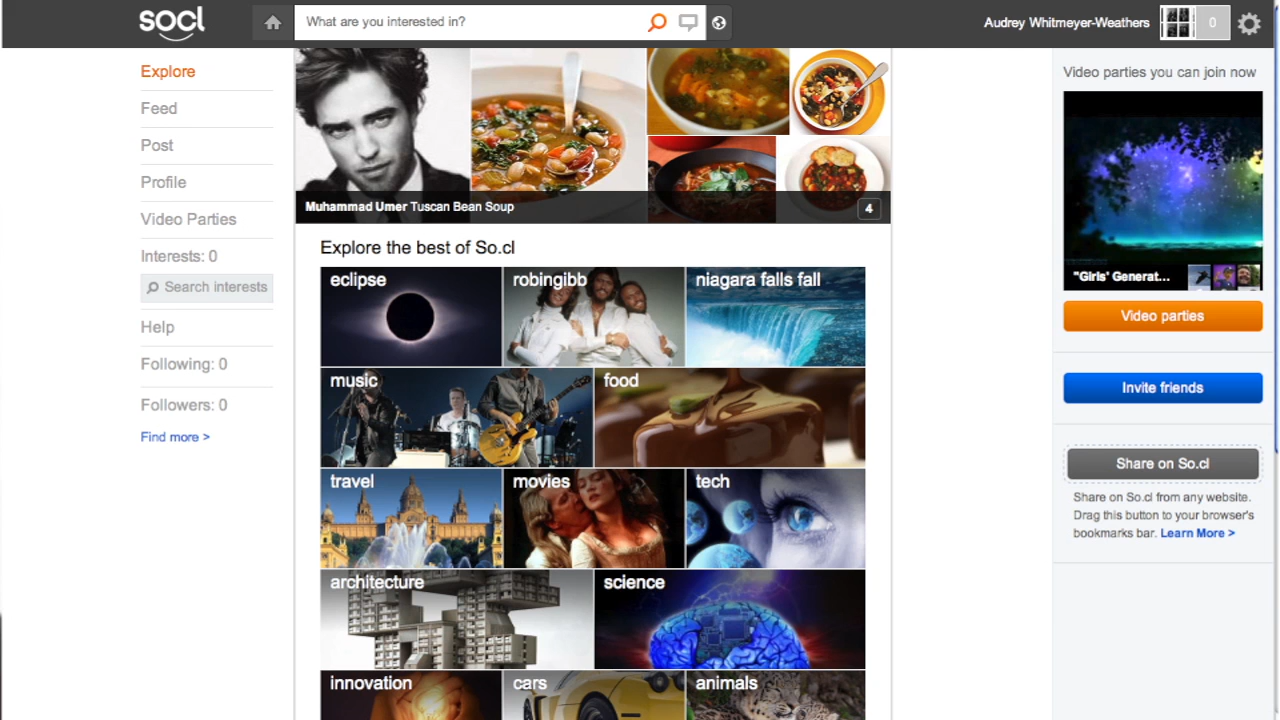 socl
What are you interested in?
Audrey Whitmeyer-Weathers
0
Explore
Feed
Post
Profile
Video Parties
Interests: 0
Search interests
Help
Following: 0
Followers: 0
Find more >
Muhammad Umer Tuscan Bean Soup
4
Explore the best of So.cl
eclipse
robingibb
niagara falls fall
music
food
travel
movies
tech
architecture
science
innovation
cars
animals
Video parties you can join now
"Girls' Generat...
Video parties
Invite friends
Share on So.cl
Share on So.cl from any website.
Drag this button to your browser's
bookmarks bar. Learn More >